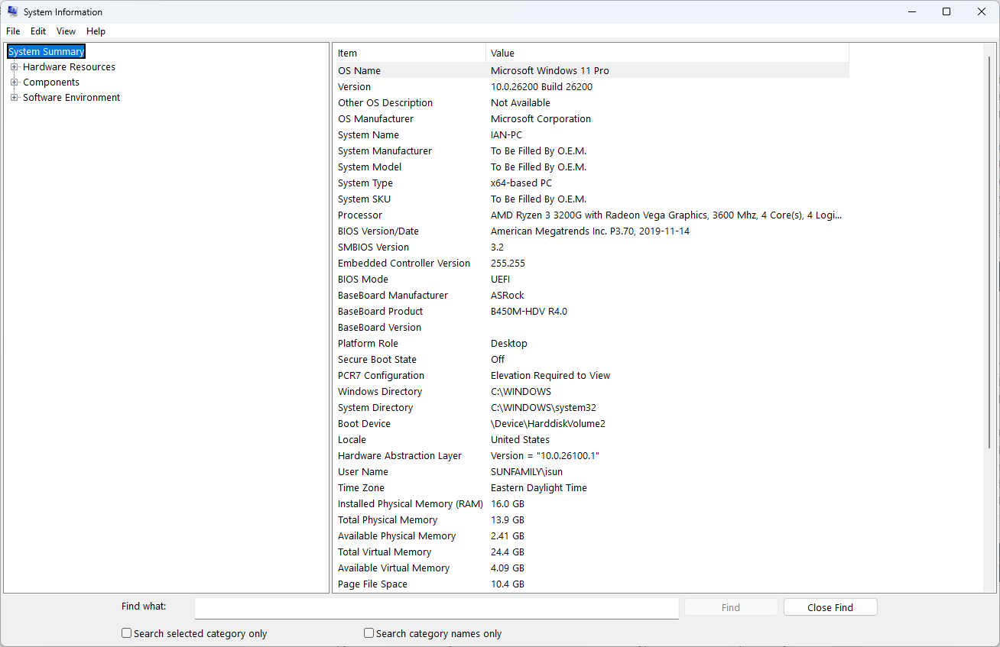 System Information
File Edit View Help
System Summary
Hardware Resources
Components
Software Environment
Item Value
OS Name Microsoft Windows 11 Pro
Version 10.0.26200 Build 26200
Other OS Description Not Available
OS Manufacturer Microsoft Corporation
System Name IAN-PC
System Manufacturer To Be Filled By O.E.M.
System Model To Be Filled By O.E.M.
System Type x64-based PC
System SKU To Be Filled By O.E.M.
Processor AMD Ryzen 3 3200G with Radeon Vega Graphics, 3600 Mhz, 4 Core(s), 4 Logi...
BIOS Version/Date American Megatrends Inc. P3.70, 2019-11-14
SMBIOS Version 3.2
Embedded Controller Version 255.255
BIOS Mode UEFI
BaseBoard Manufacturer ASRock
BaseBoard Product B450M-HDV R4.0
BaseBoard Version
Platform Role Desktop
Secure Boot State Off
PCR7 Configuration Elevation Required to View
Windows Directory C:\WINDOWS
System Directory C:\WINDOWS\system32
Boot Device \Device\HarddiskVolume2
Locale United States
Hardware Abstraction Layer Version = "10.0.26100.1"
User Name SUNFAMILY\isun
Time Zone Eastern Daylight Time
Installed Physical Memory (RAM) 16.0 GB
Total Physical Memory 13.9 GB
Available Physical Memory 2.41 GB
Total Virtual Memory 24.4 GB
Available Virtual Memory 4.09 GB
Page File Space 10.4 GB
Find what: Find Close Find
Search selected category only Search category names only